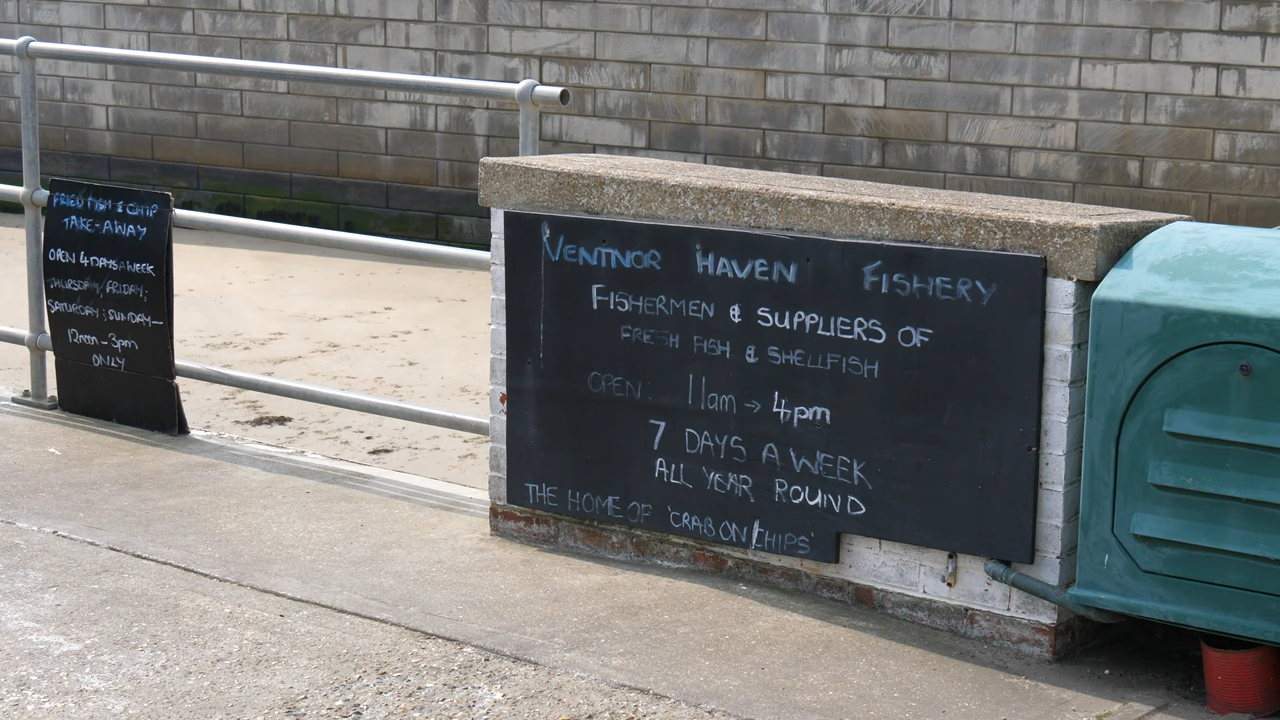 FRIED FISH & CHIP
TAKE-AWAY
OPEN 4 DAYS A WEEK
THURSDAY, FRIDAY,
SATURDAY, SUNDAY—
12noon-3pm
ONLY
VENTNOR HAVEN FISHERY
FISHERMEN & SUPPLIERS OF
FRESH FISH & SHELLFISH
OPEN: 11am → 4pm
7 DAYS A WEEK
ALL YEAR ROUND
THE HOME OF 'CRAB ON CHIPS'